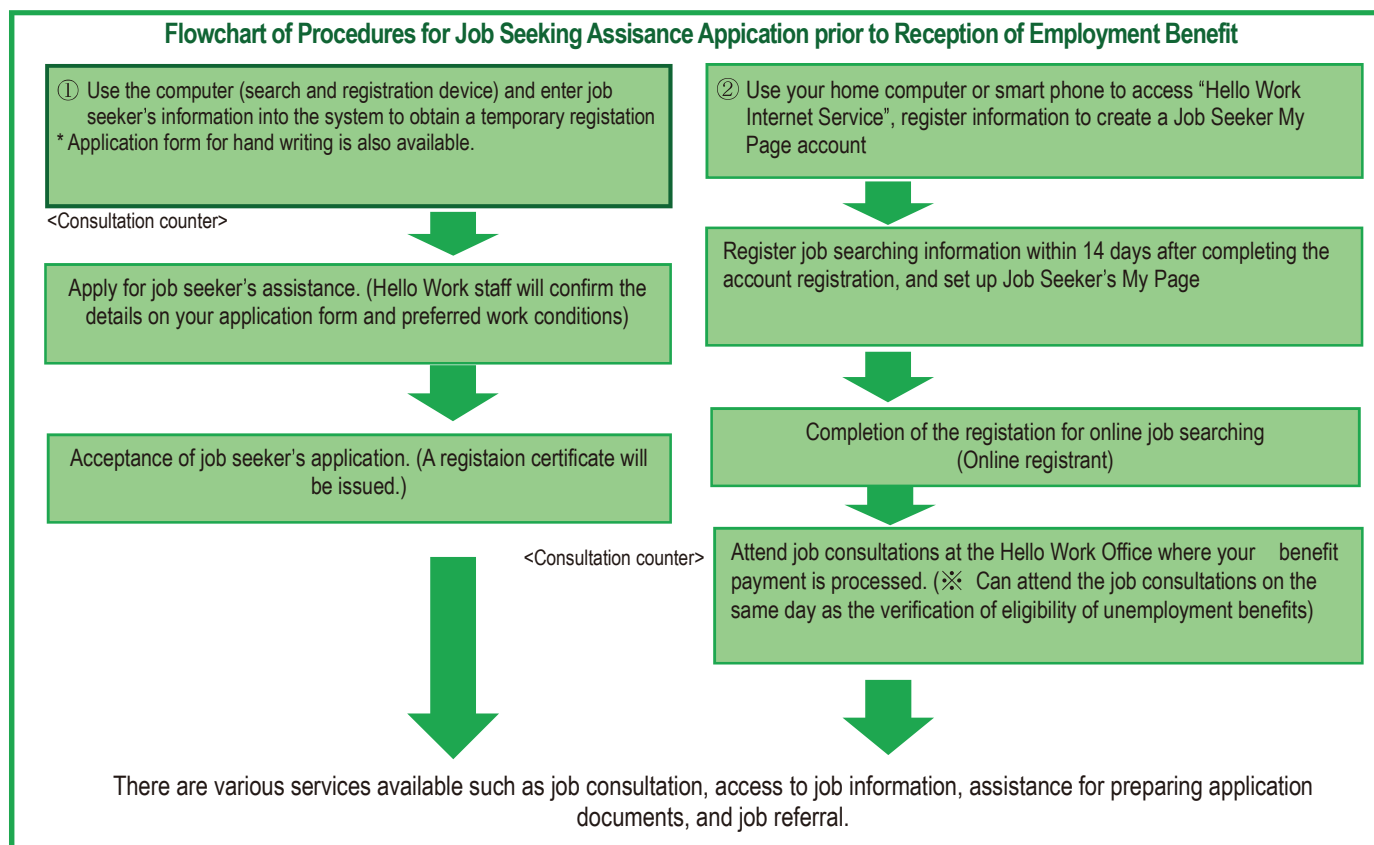 Flowchart of Procedures for Job Seeking Assisance Appication prior to Reception of Employment Benefit
① Use the computer (search and registration device) and enter job
seeker's information into the system to obtain a temporary registation
* Application form for hand writing is also available.
<Consultation counter>
Apply for job seeker's assistance. (Hello Work staff will confirm the
details on your application form and preferred work conditions)
Acceptance of job seeker's application. (A registaion certificate will
be issued.)
② Use your home computer or smart phone to access “Hello Work
Internet Service”, register information to create a Job Seeker My
Page account
Register job searching information within 14 days after completing the
account registration, and set up Job Seeker's My Page
Completion of the registation for online job searching
(Online registrant)
<Consultation counter>
Attend job consultations at the Hello Work Office where your benefit
payment is processed. (※ Can attend the job consultations on the
same day as the verification of eligibility of unemployment benefits)
There are various services available such as job consultation, access to job information, assistance for preparing application
documents, and job referral.